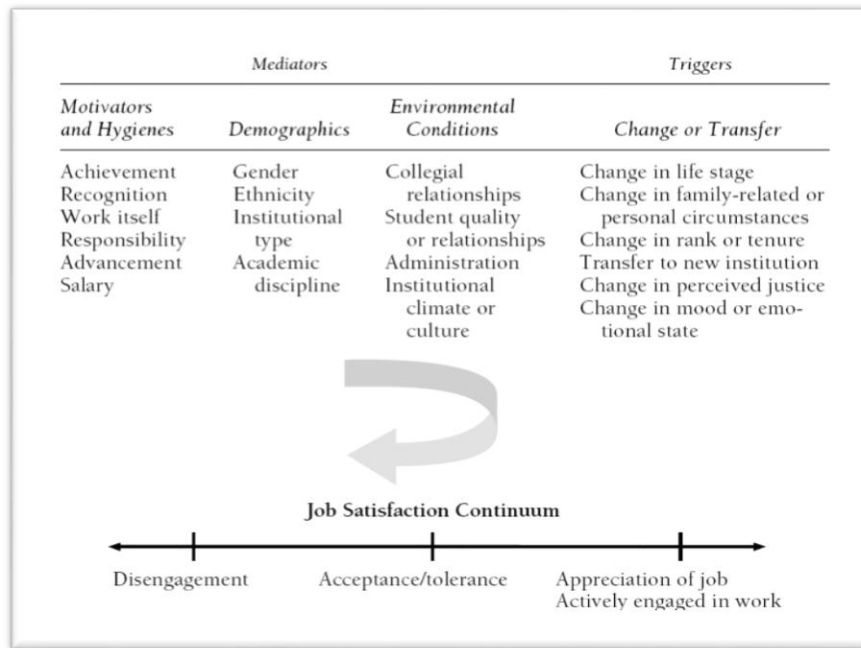 Mediators
Triggers
Motivators
and Hygienes
Demographics
Environmental
Conditions
Change or Transfer
Achievement
Recognition
Work itself
Responsibility
Advancement
Salary
Gender
Ethnicity
Institutional
type
Academic
discipline
Collegial
relationships
Student quality
or relationships
Administration
Institutional
climate or
culture
Change in life stage
Change in family-related or
personal circumstances
Change in rank or tenure
Transfer to new institution
Change in perceived justice
Change in mood or emo-
tional state
Job Satisfaction Continuum
Disengagement
Acceptance/tolerance
Appreciation of job
Actively engaged in work